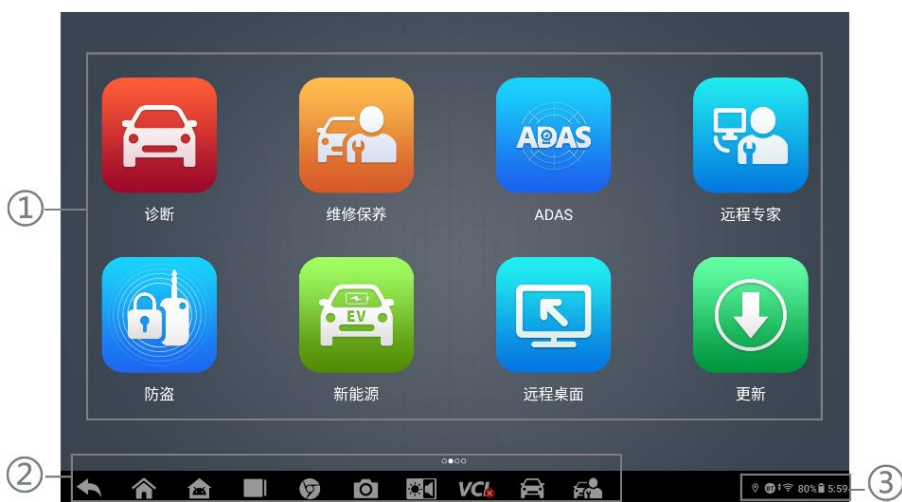 ADAS
①
诊断 维修保养 ADAS 远程专家
EV
防盗 新能源 远程桌面 更新
②
VCI
BT 80% 5:59
③